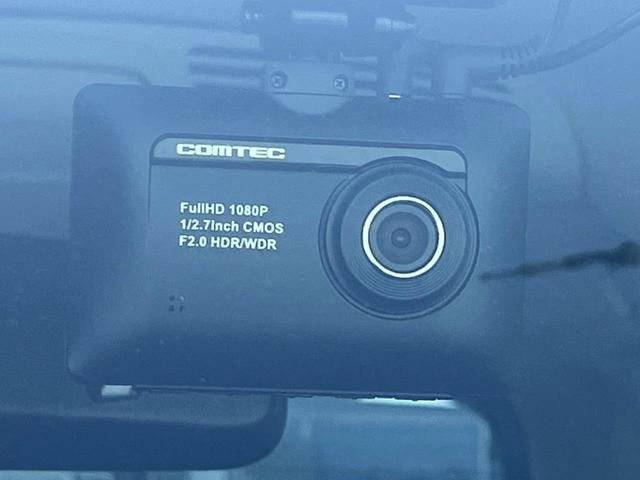 COMTEC
FullHD 1080P
1/2.7inch CMOS
F2.0 HDR/WDR